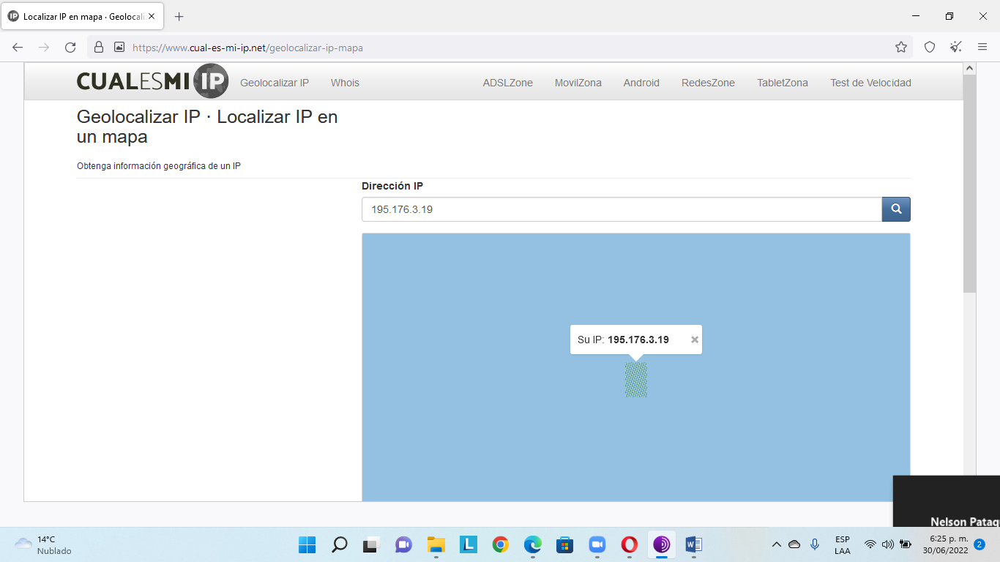 Localizar IP en mapa · Geolocali
https://www.cual-es-mi-ip.net/geolocalizar-ip-mapa
CUALESMI IP Geolocalizar IP Whois ADSLZone MovilZona Android RedesZone TabletZona Test de Velocidad
Geolocalizar IP · Localizar IP en
un mapa
Obtenga información geográfica de un IP
Dirección IP
195.176.3.19
Su IP: 195.176.3.19
Nelson Pataq
14°C
Nublado
ESP
LAA
6:25 p. m.
30/06/2022
2